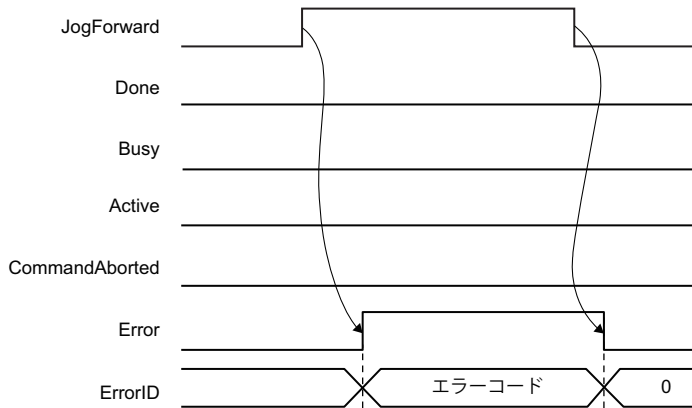 JogForward
Done
Busy
Active
CommandAborted
Error
ErrorID
エラーコード
0